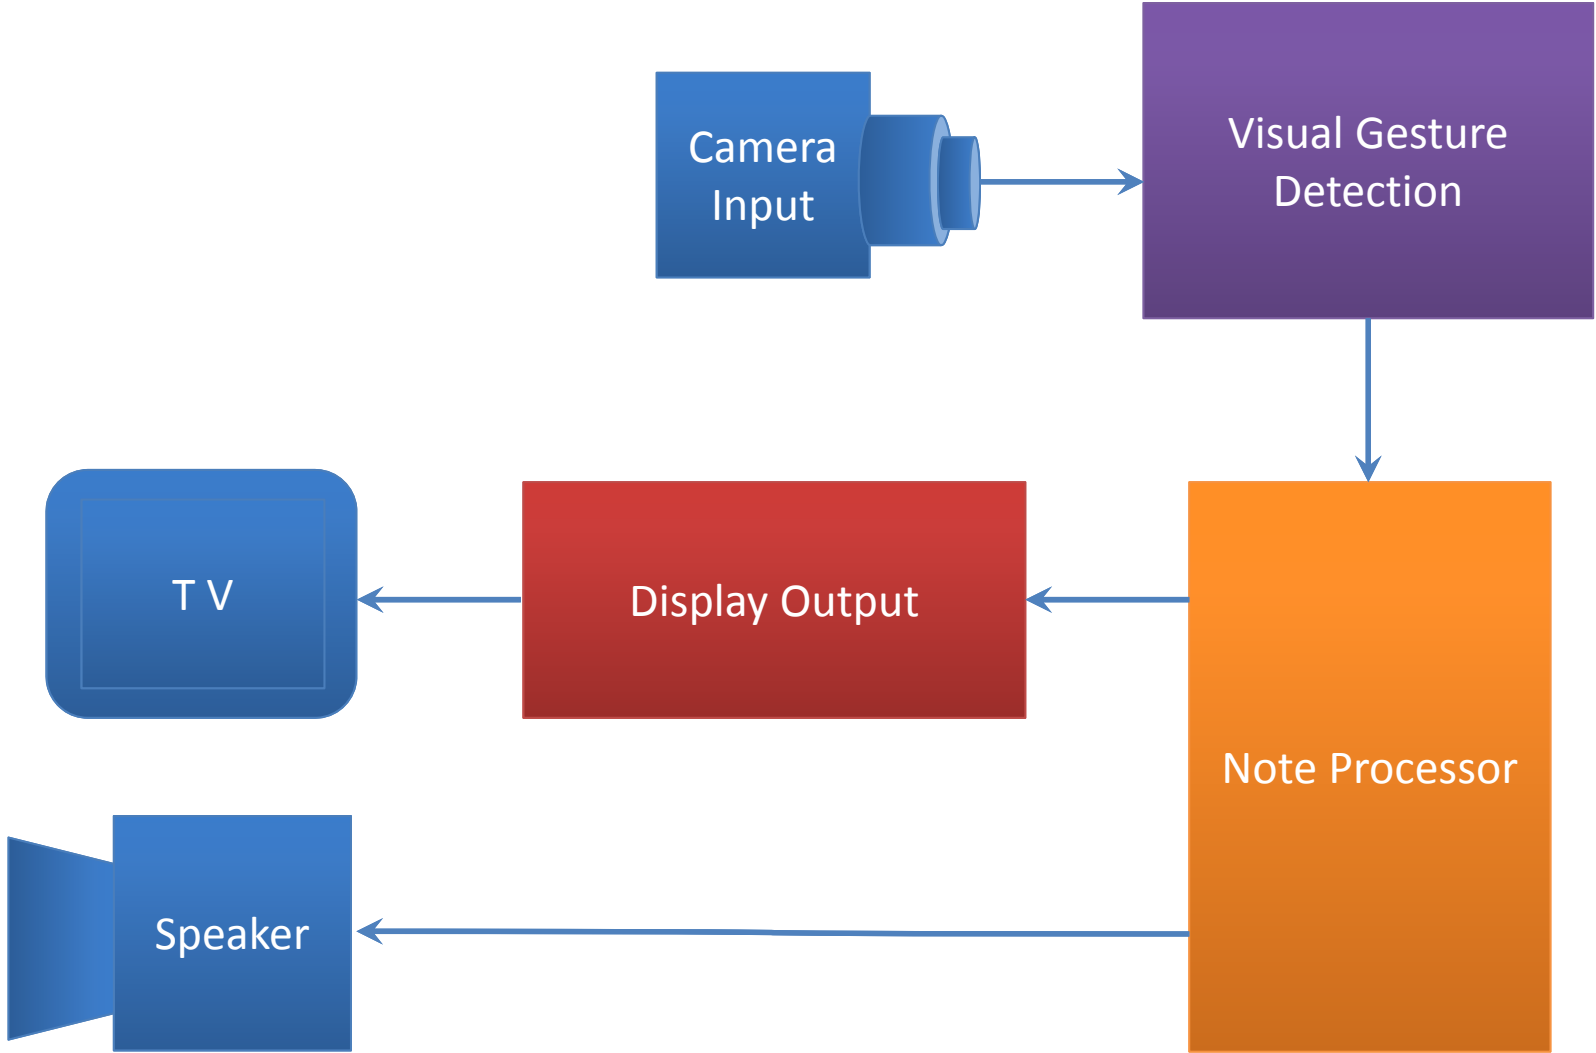 Camera
Input
Visual Gesture
Detection
T V
Display Output
Note Processor
Speaker